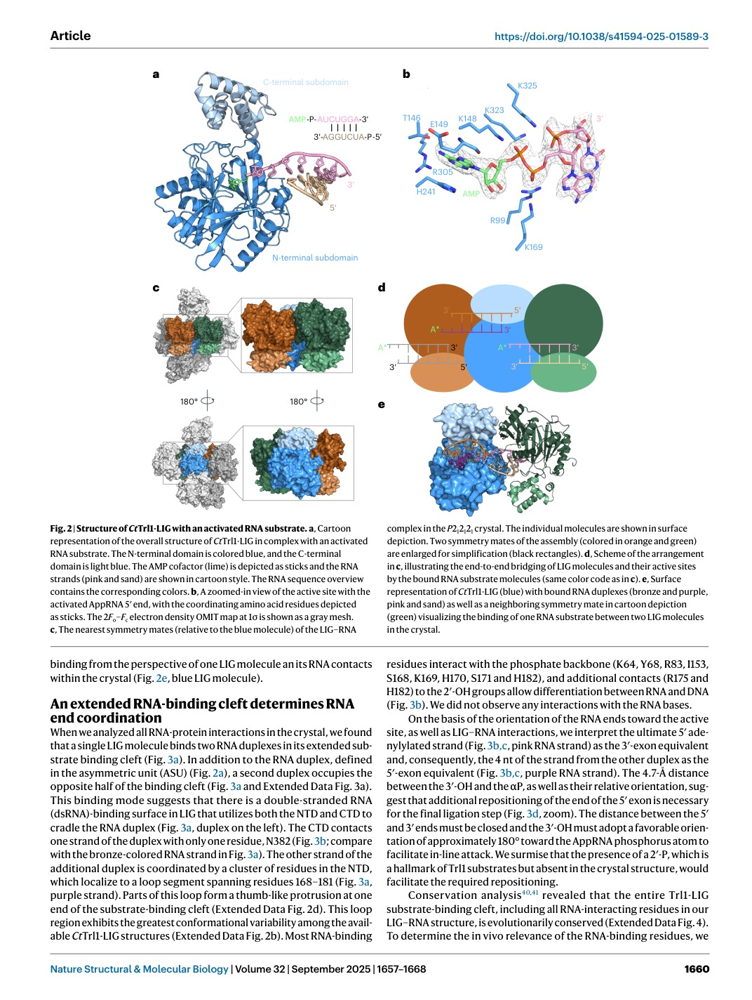 Article
https://doi.org/10.1038/s41594-025-01589-3
a
C-terminal subdomain
AMP-P-AUCUGGA-3′
3′-AGGUCUA-P-5′
3′
5′
N-terminal subdomain
b
K325
K323
K148
T146
E149
3′
R305
H241
AMP
R99
K169
c
180°
180°
d
3′
5′
A*
3′
A*
3′
A*
3′
3′
5′
3′
5′
e
Fig. 2 | Structure of CtTrl1-LIG with an activated RNA substrate. a, Cartoon
representation of the overall structure of CtTrl1-LIG in complex with an activated
RNA substrate. The N-terminal domain is colored blue, and the C-terminal
domain is light blue. The AMP cofactor (lime) is depicted as sticks and the RNA
strands (pink and sand) are shown in cartoon style. The RNA sequence overview
contains the corresponding colors. b, A zoomed-in view of the active site with the
activated AppRNA 5′ end, with the coordinating amino acid residues depicted
as sticks. The 2Fo–Fc electron density OMIT map at 1σ is shown as a gray mesh.
c, The nearest symmetry mates (relative to the blue molecule) of the LIG–RNA
complex in the P2₁2₁2₁ crystal. The individual molecules are shown in surface
depiction. Two symmetry mates of the assembly (colored in orange and green)
are enlarged for simplification (black rectangles). d, Scheme of the arrangement
in c, illustrating the end-to-end bridging of LIG molecules and their active sites
by the bound RNA substrate molecules (same color code as in c). e, Surface
representation of CtTrl1-LIG (blue) with bound RNA duplexes (bronze and purple,
pink and sand) as well as a neighboring symmetry mate in cartoon depiction
(green) visualizing the binding of one RNA substrate between two LIG molecules
in the crystal.
binding from the perspective of one LIG molecule an its RNA contacts
within the crystal (Fig. 2e, blue LIG molecule).
An extended RNA-binding cleft determines RNA
end coordination
When we analyzed all RNA-protein interactions in the crystal, we found
that a single LIG molecule binds two RNA duplexes in its extended sub-
strate binding cleft (Fig. 3a). In addition to the RNA duplex, defined
in the asymmetric unit (ASU) (Fig. 2a), a second duplex occupies the
opposite half of the binding cleft (Fig. 3a and Extended Data Fig. 3a).
This binding mode suggests that there is a double-stranded RNA
(dsRNA)-binding surface in LIG that utilizes both the NTD and CTD to
cradle the RNA duplex (Fig. 3a, duplex on the left). The CTD contacts
one strand of the duplex with only one residue, N382 (Fig. 3b; compare
with the bronze-colored RNA strand in Fig. 3a). The other strand of the
additional duplex is coordinated by a cluster of residues in the NTD,
which localize to a loop segment spanning residues 168–181 (Fig. 3a,
purple strand). Parts of this loop form a thumb-like protrusion at one
end of the substrate-binding cleft (Extended Data Fig. 2d). This loop
region exhibits the greatest conformational variability among the avail-
able CtTrl1-LIG structures (Extended Data Fig. 2b). Most RNA-binding
residues interact with the phosphate backbone (K64, Y68, R83, I153,
S168, K169, H170, S171 and H182), and additional contacts (R175 and
H182) to the 2′-OH groups allow differentiation between RNA and DNA
(Fig. 3b). We did not observe any interactions with the RNA bases.
On the basis of the orientation of the RNA ends toward the active
site, as well as LIG–RNA interactions, we interpret the ultimate 5′ ade-
nylylated strand (Fig. 3b,c, pink RNA strand) as the 3′-exon equivalent
and, consequently, the 4 nt of the strand from the other duplex as the
5′-exon equivalent (Fig. 3b,c, purple RNA strand). The 4.7-Å distance
between the 3′-OH and the αP, as well as their relative orientation, sug-
gest that additional repositioning of the end of the 5′ exon is necessary
for the final ligation step (Fig. 3d, zoom). The distance between the 5′
and 3′ ends must be closed and the 3′-OH must adopt a favorable orien-
tation of approximately 180° toward the AppRNA phosphorus atom to
facilitate in-line attack. We surmise that the presence of a 2′-P, which is
a hallmark of Trl1 substrates but absent in the crystal structure, would
facilitate the required repositioning.
Conservation analysis40,41 revealed that the entire Trl1-LIG
substrate-binding cleft, including all RNA-interacting residues in our
LIG–RNA structure, is evolutionarily conserved (Extended Data Fig. 4).
To determine the in vivo relevance of the RNA-binding residues, we
Nature Structural & Molecular Biology | Volume 32 | September 2025 | 1657–1668
1660